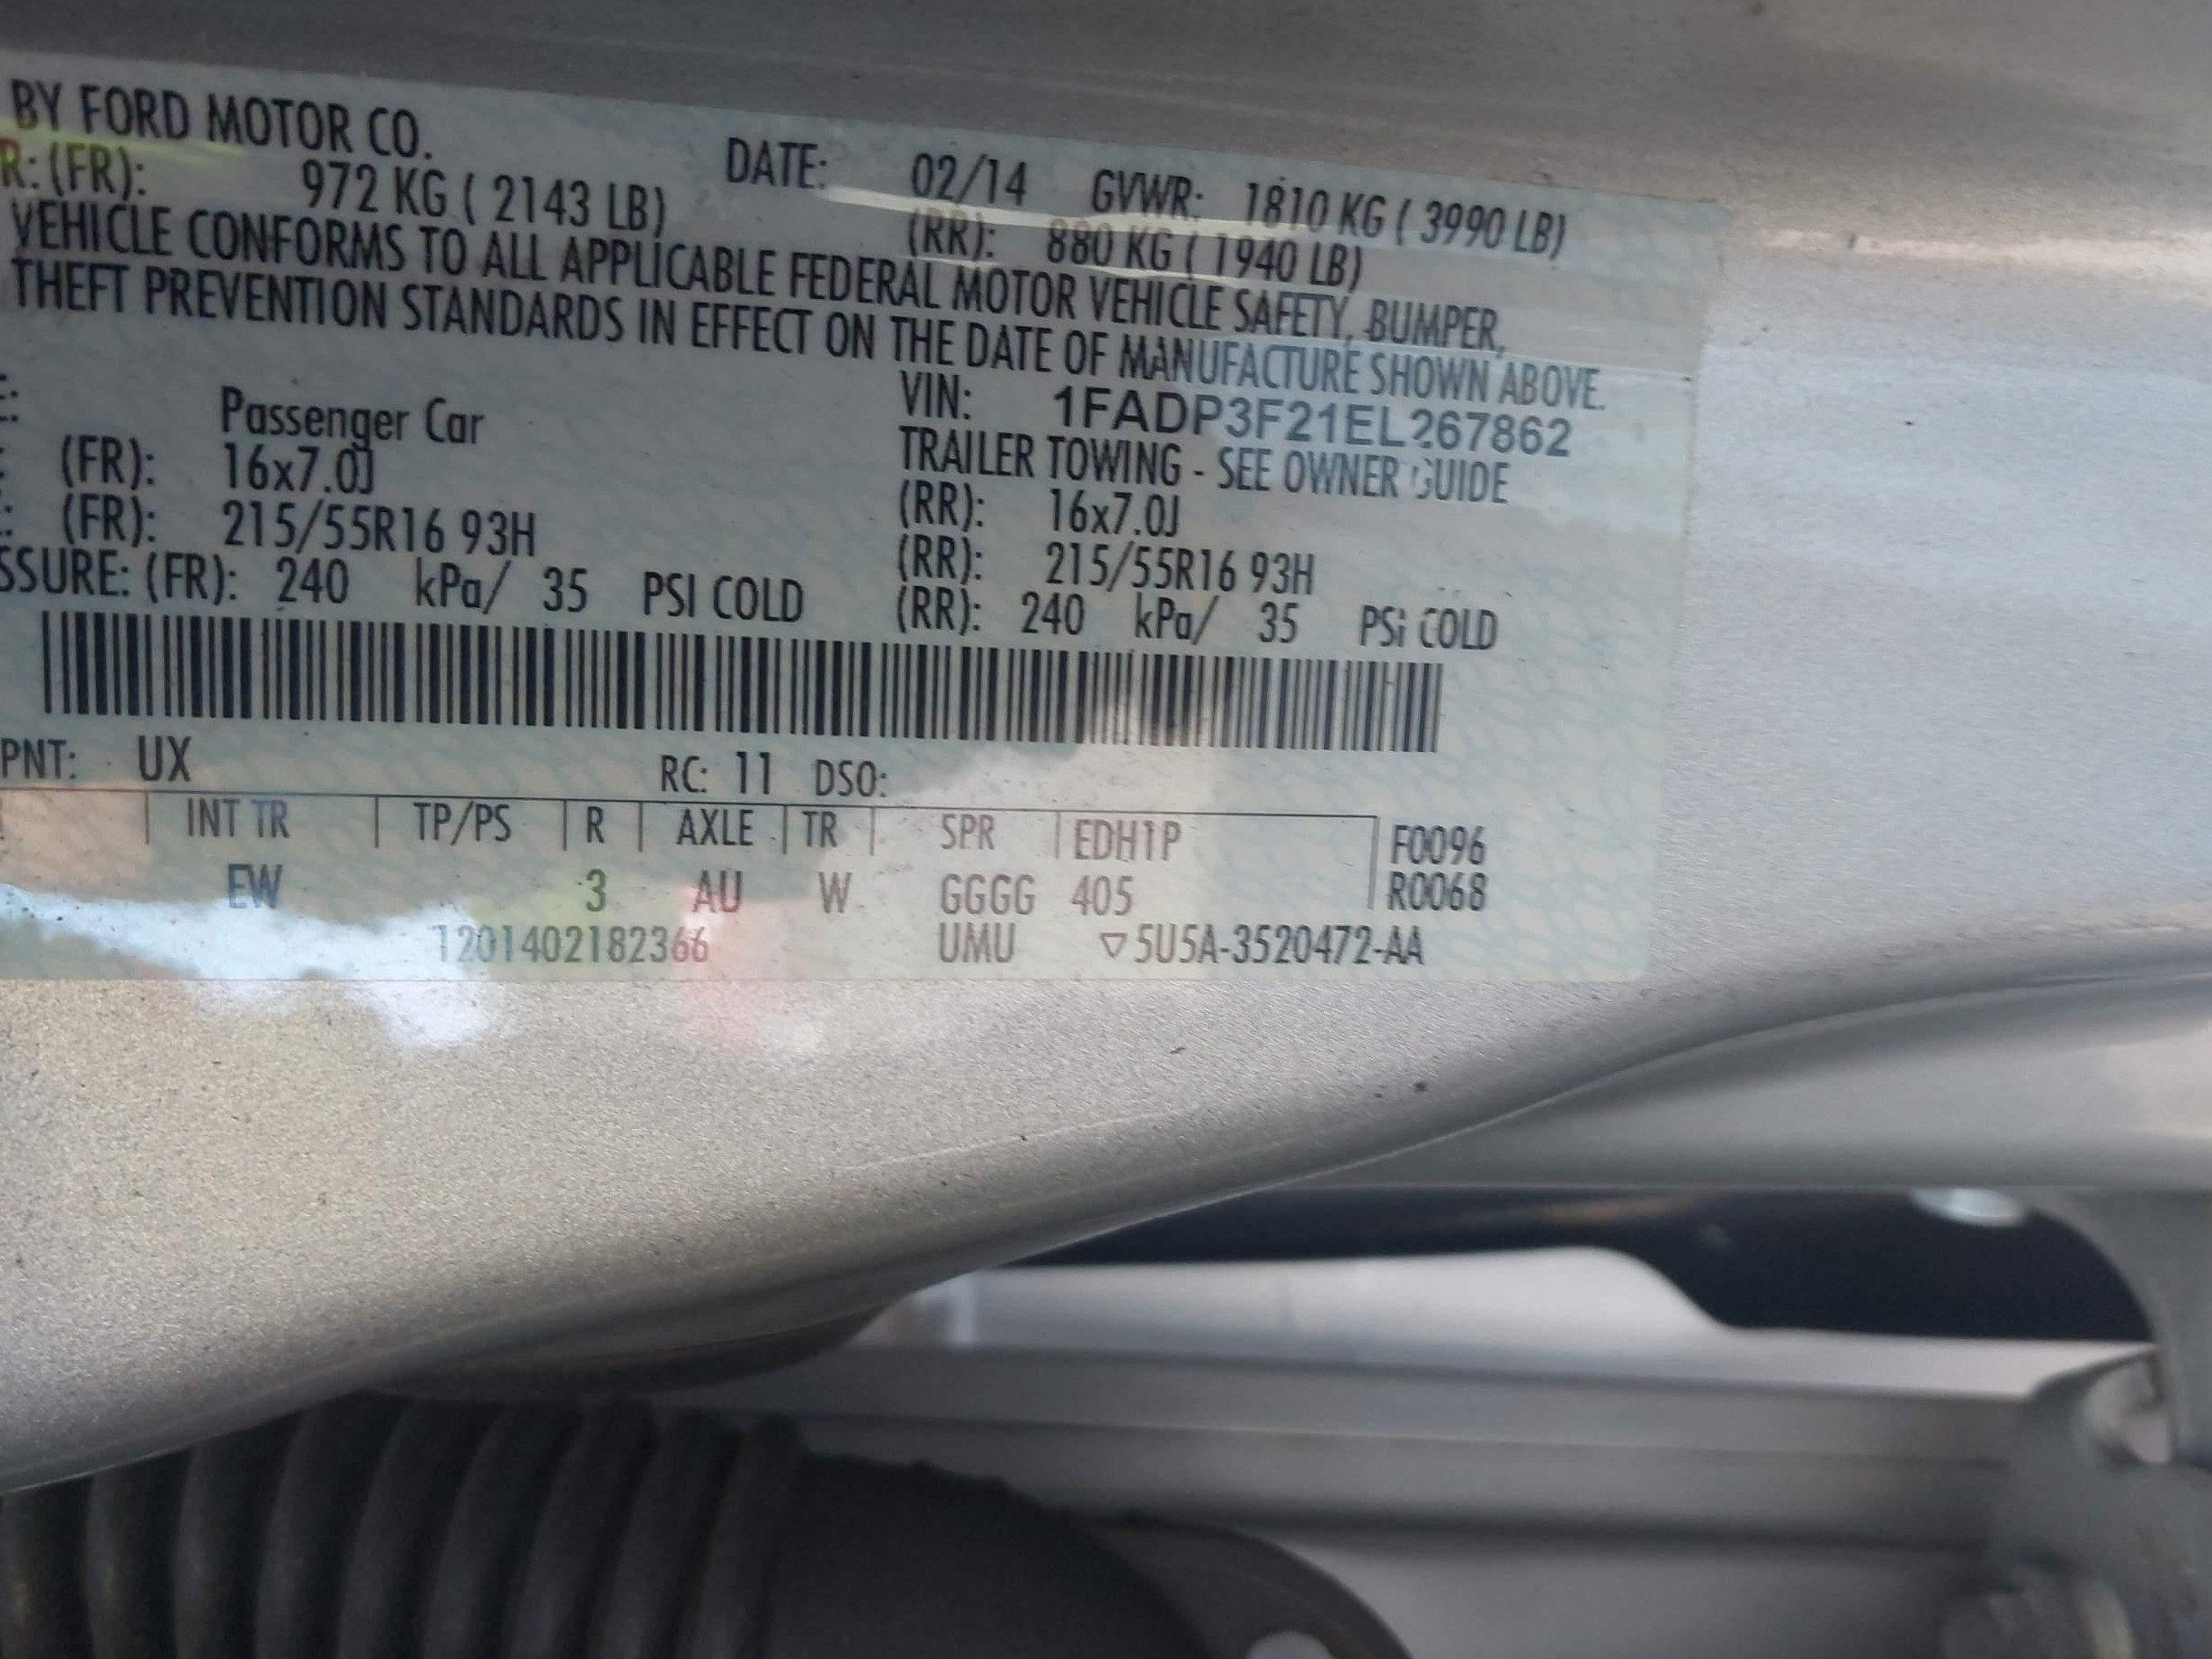 BY FORD MOTOR CO.
DATE: 02/14 GVWR: 1810 KG ( 3990 LB)
R: (FR): 972 KG ( 2143 LB) (RR): 880 KG ( 1940 LB)
VEHICLE CONFORMS TO ALL APPLICABLE FEDERAL MOTOR VEHICLE SAFETY, BUMPER,
THEFT PREVENTION STANDARDS IN EFFECT ON THE DATE OF MANUFACTURE SHOWN ABOVE.
VIN: 1FADP3F21EL267862
E: Passenger Car TRAILER TOWING - SEE OWNER GUIDE
(FR): 16x7.0J (RR): 16x7.0J
(FR): 215/55R16 93H (RR): 215/55R16 93H
SSURE: (FR): 240 kPa/ 35 PSI COLD (RR): 240 kPa/ 35 PSi COLD
PNT: UX RC: 11 DSO:
INT TR TP/PS R AXLE TR SPR EDH1P F0096
EW 3 AU W GGGG 405 R0068
1201402182366 UMU ▽5U5A-3520472-AA